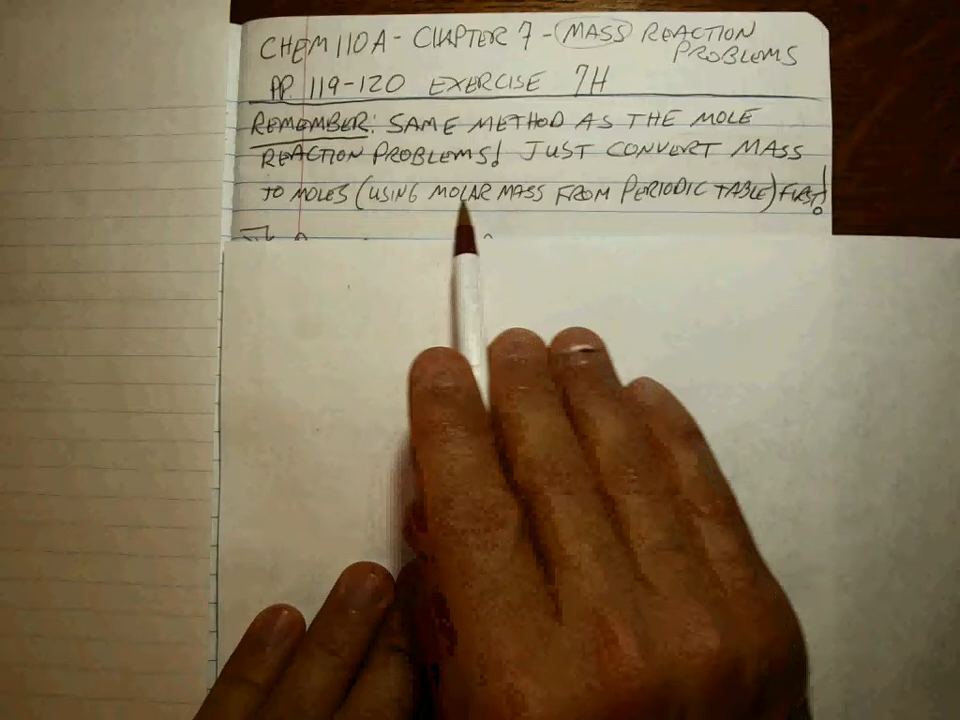 CHEM 110A - CHAPTER 7 - MASS REACTION
PROBLEMS
PP. 119-120 EXERCISE 7H
REMEMBER: SAME METHOD AS THE MOLE
REACTION PROBLEMS! JUST CONVERT MASS
TO MOLES (USING MOLAR MASS FROM PERIODIC TABLE) FIRST!